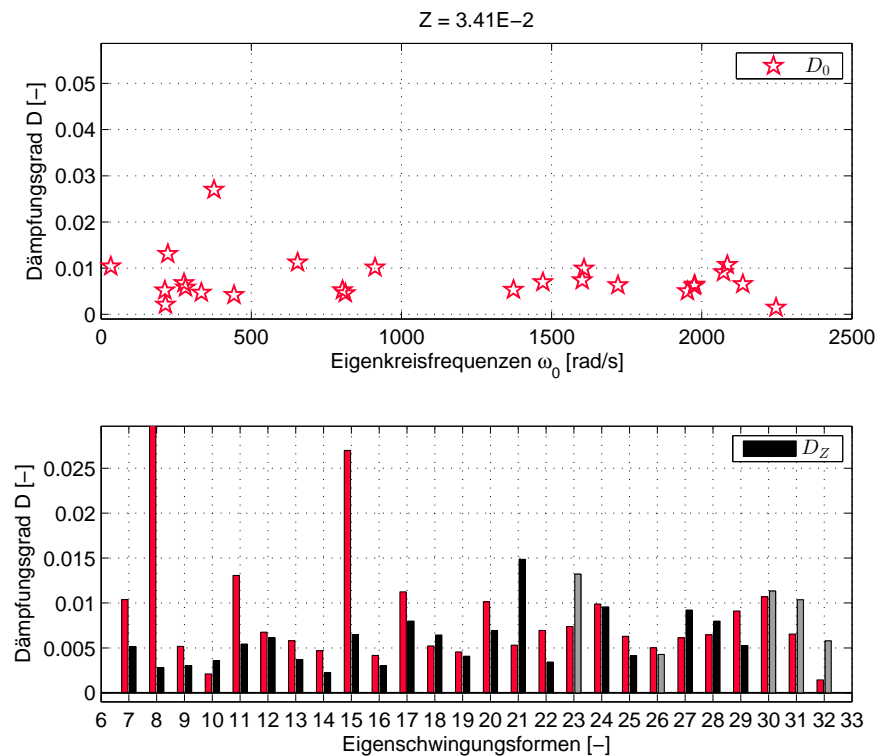 Z = 3.41E−2
Dämpfungsgrad D [−]
0.05
0.04
0.03
0.02
0.01
0
D0
0 500 1000 1500 2000 2500
Eigenkreisfrequenzen ω0 [rad/s]
Dämpfungsgrad D [−]
0.025
0.02
0.015
0.01
0.005
0
DZ
6 7 8 9 10 11 12 13 14 15 16 17 18 19 20 21 22 23 24 25 26 27 28 29 30 31 32 33
Eigenschwingungsformen [−]